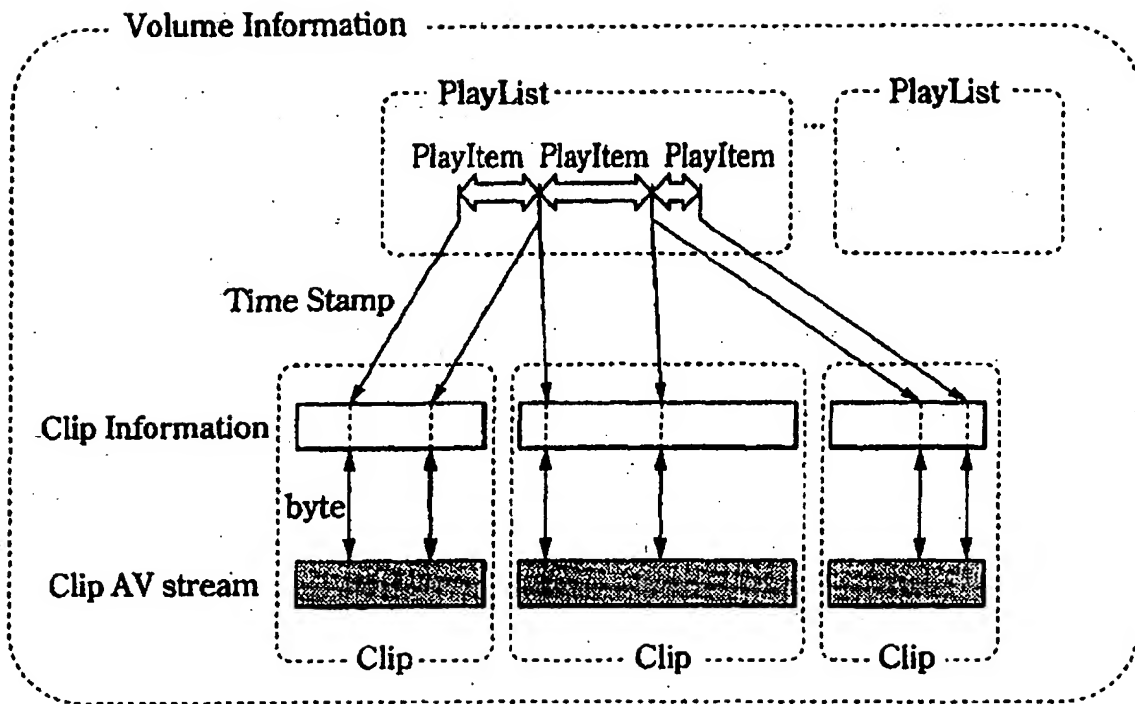 Volume Information
PlayList
PlayList
...
PlayItem PlayItem PlayItem
Time Stamp
Clip Information
byte
Clip AV stream
Clip
Clip
Clip